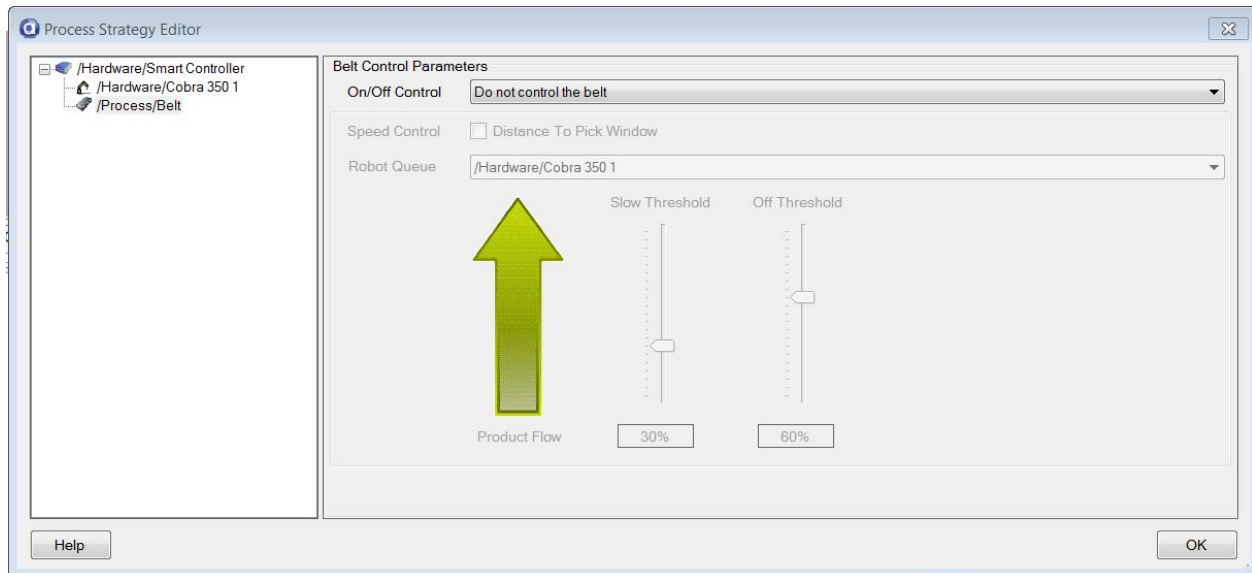 Process Strategy Editor
/Hardware/Smart Controller
/Hardware/Cobra 350 1
/Process/Belt
Belt Control Parameters
On/Off Control Do not control the belt
Speed Control Distance To Pick Window
Robot Queue /Hardware/Cobra 350 1
Slow Threshold Off Threshold
Product Flow 30% 60%
Help OK